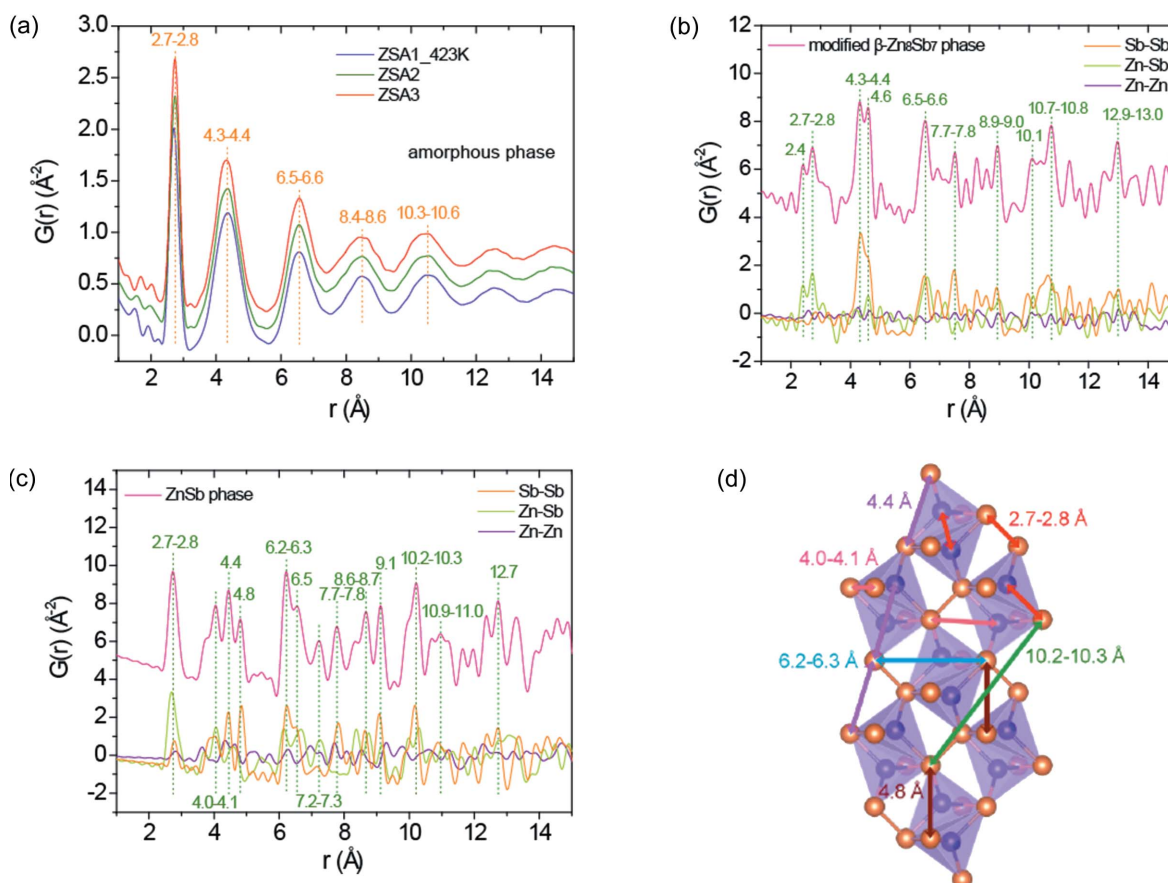 (a)
3.0
2.5
2.0
1.5
1.0
0.5
0.0
G(r) (Å⁻²)
2.7-2.8
4.3-4.4
6.5-6.6
8.4-8.6
10.3-10.6
ZSA1_423K
ZSA2
ZSA3
amorphous phase
2 4 6 8 10 12 14
r (Å)
(b)
12
10
8
6
4
2
0
-2
G(r) (Å⁻²)
modified β-Zn₈Sb₇ phase
Sb-Sb
Zn-Sb
Zn-Zn
2.4
2.7-2.8
4.3-4.4
4.6
6.5-6.6
7.7-7.8
8.9-9.0
10.1
10.7-10.8
12.9-13.0
2 4 6 8 10 12 14
r (Å)
(c)
14
12
10
8
6
4
2
0
-2
G(r) (Å⁻²)
ZnSb phase
Sb-Sb
Zn-Sb
Zn-Zn
2.7-2.8
4.0-4.1
4.4
4.8
6.2-6.3
6.5
7.2-7.3
7.7-7.8
8.6-8.7
9.1
10.2-10.3
10.9-11.0
12.7
2 4 6 8 10 12 14
r (Å)
(d)
4.4 Å
2.7-2.8 Å
4.0-4.1 Å
6.2-6.3 Å
10.2-10.3 Å
4.8 Å